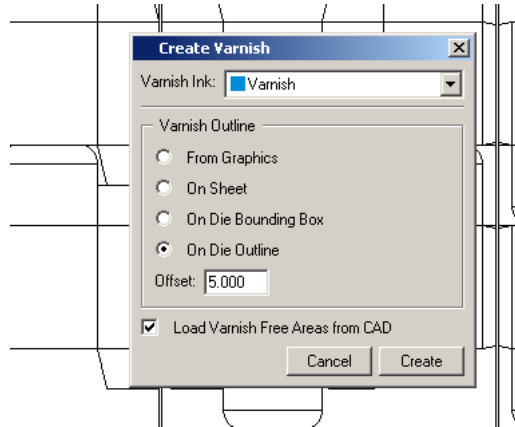 Create Varnish
Varnish Ink: Varnish
Varnish Outline
From Graphics
On Sheet
On Die Bounding Box
On Die Outline
Offset: 5.000
Load Varnish Free Areas from CAD
Cancel Create